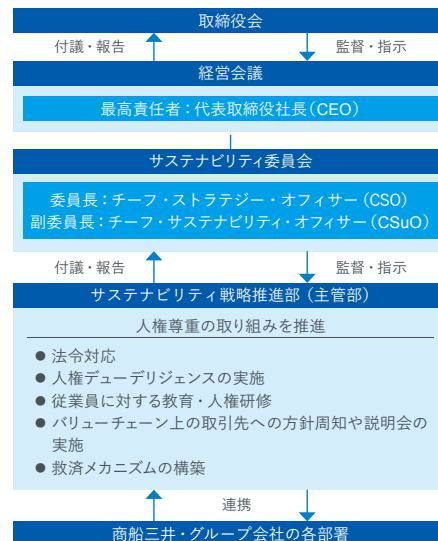 取締役会
付議・報告
監督・指示
経営会議
最高責任者：代表取締役社長（CEO）
サステナビリティ委員会
委員長：チーフ・ストラテジー・オフィサー（CSO）
副委員長：チーフ・サステナビリティ・オフィサー（CSuO）
付議・報告
監督・指示
サステナビリティ戦略推進部（主管部）
人権尊重の取り組みを推進
● 法令対応
● 人権デューデリジェンスの実施
● 従業員に対する教育・人権研修
● バリューチェーン上の取引先への方針周知や説明会の
実施
● 救済メカニズムの構築
連携
商船三井・グループ会社の各部署